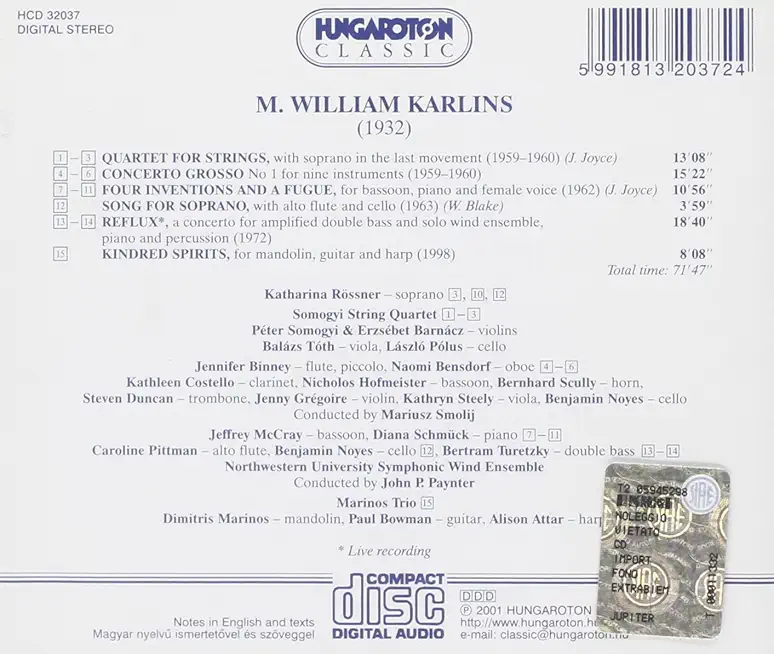 HCD 32037
DIGITAL STEREO
HUNGAROTON
CLASSIC
5 991813 203724
M. WILLIAM KARLINS
(1932)
1 – 3 QUARTET FOR STRINGS, with soprano in the last movement (1959–1960) (J. Joyce) 13'08"
4 – 6 CONCERTO GROSSO No 1 for nine instruments (1959–1960) 15'22"
7 – 11 FOUR INVENTIONS AND A FUGUE, for bassoon, piano and female voice (1962) (J. Joyce) 10'56"
12 SONG FOR SOPRANO, with alto flute and cello (1963) (W. Blake) 3'59"
13 – 14 REFLUX*, a concerto for amplified double bass and solo wind ensemble,
piano and percussion (1972) 18'40"
15 KINDRED SPIRITS, for mandolin, guitar and harp (1998) 8'08"
Total time: 71'47"
Katharina Rössner – soprano 3, 10, 12
Somogyi String Quartet 1 – 3
Péter Somogyi & Erzsébet Barnácz – violins
Balázs Tóth – viola, László Pólus – cello
Jennifer Binney – flute, piccolo, Naomi Bensdorf – oboe 4 – 6
Kathleen Costello – clarinet, Nicholos Hofmeister – bassoon, Bernhard Scully – horn,
Steven Duncan – trombone, Jenny Grégoire – violin, Kathryn Steely – viola, Benjamin Noyes – cello
Conducted by Mariusz Smolij
Jeffrey McCray – bassoon, Diana Schmück – piano 7 – 11
Caroline Pittman – alto flute, Benjamin Noyes – cello 12, Bertram Turetzky – double bass 13 – 14
Northwestern University Symphonic Wind Ensemble
Conducted by John P. Paynter
Marinos Trio 15
Dimitris Marinos – mandolin, Paul Bowman – guitar, Alison Attar – harp
* Live recording
COMPACT
disc
DIGITAL AUDIO
Notes in English and texts
Magyar nyelvű ismertetővel és szöveggel
DDD
℗ 2001 HUNGAROTON
http://www.hungaroton.h
e-mail: classic@hungaroton.hu
T2 05945298
NOLEGGIO
VIETATO
CD
IMPORT
FONO
EXTRABIEM
JUPITER
SIAE